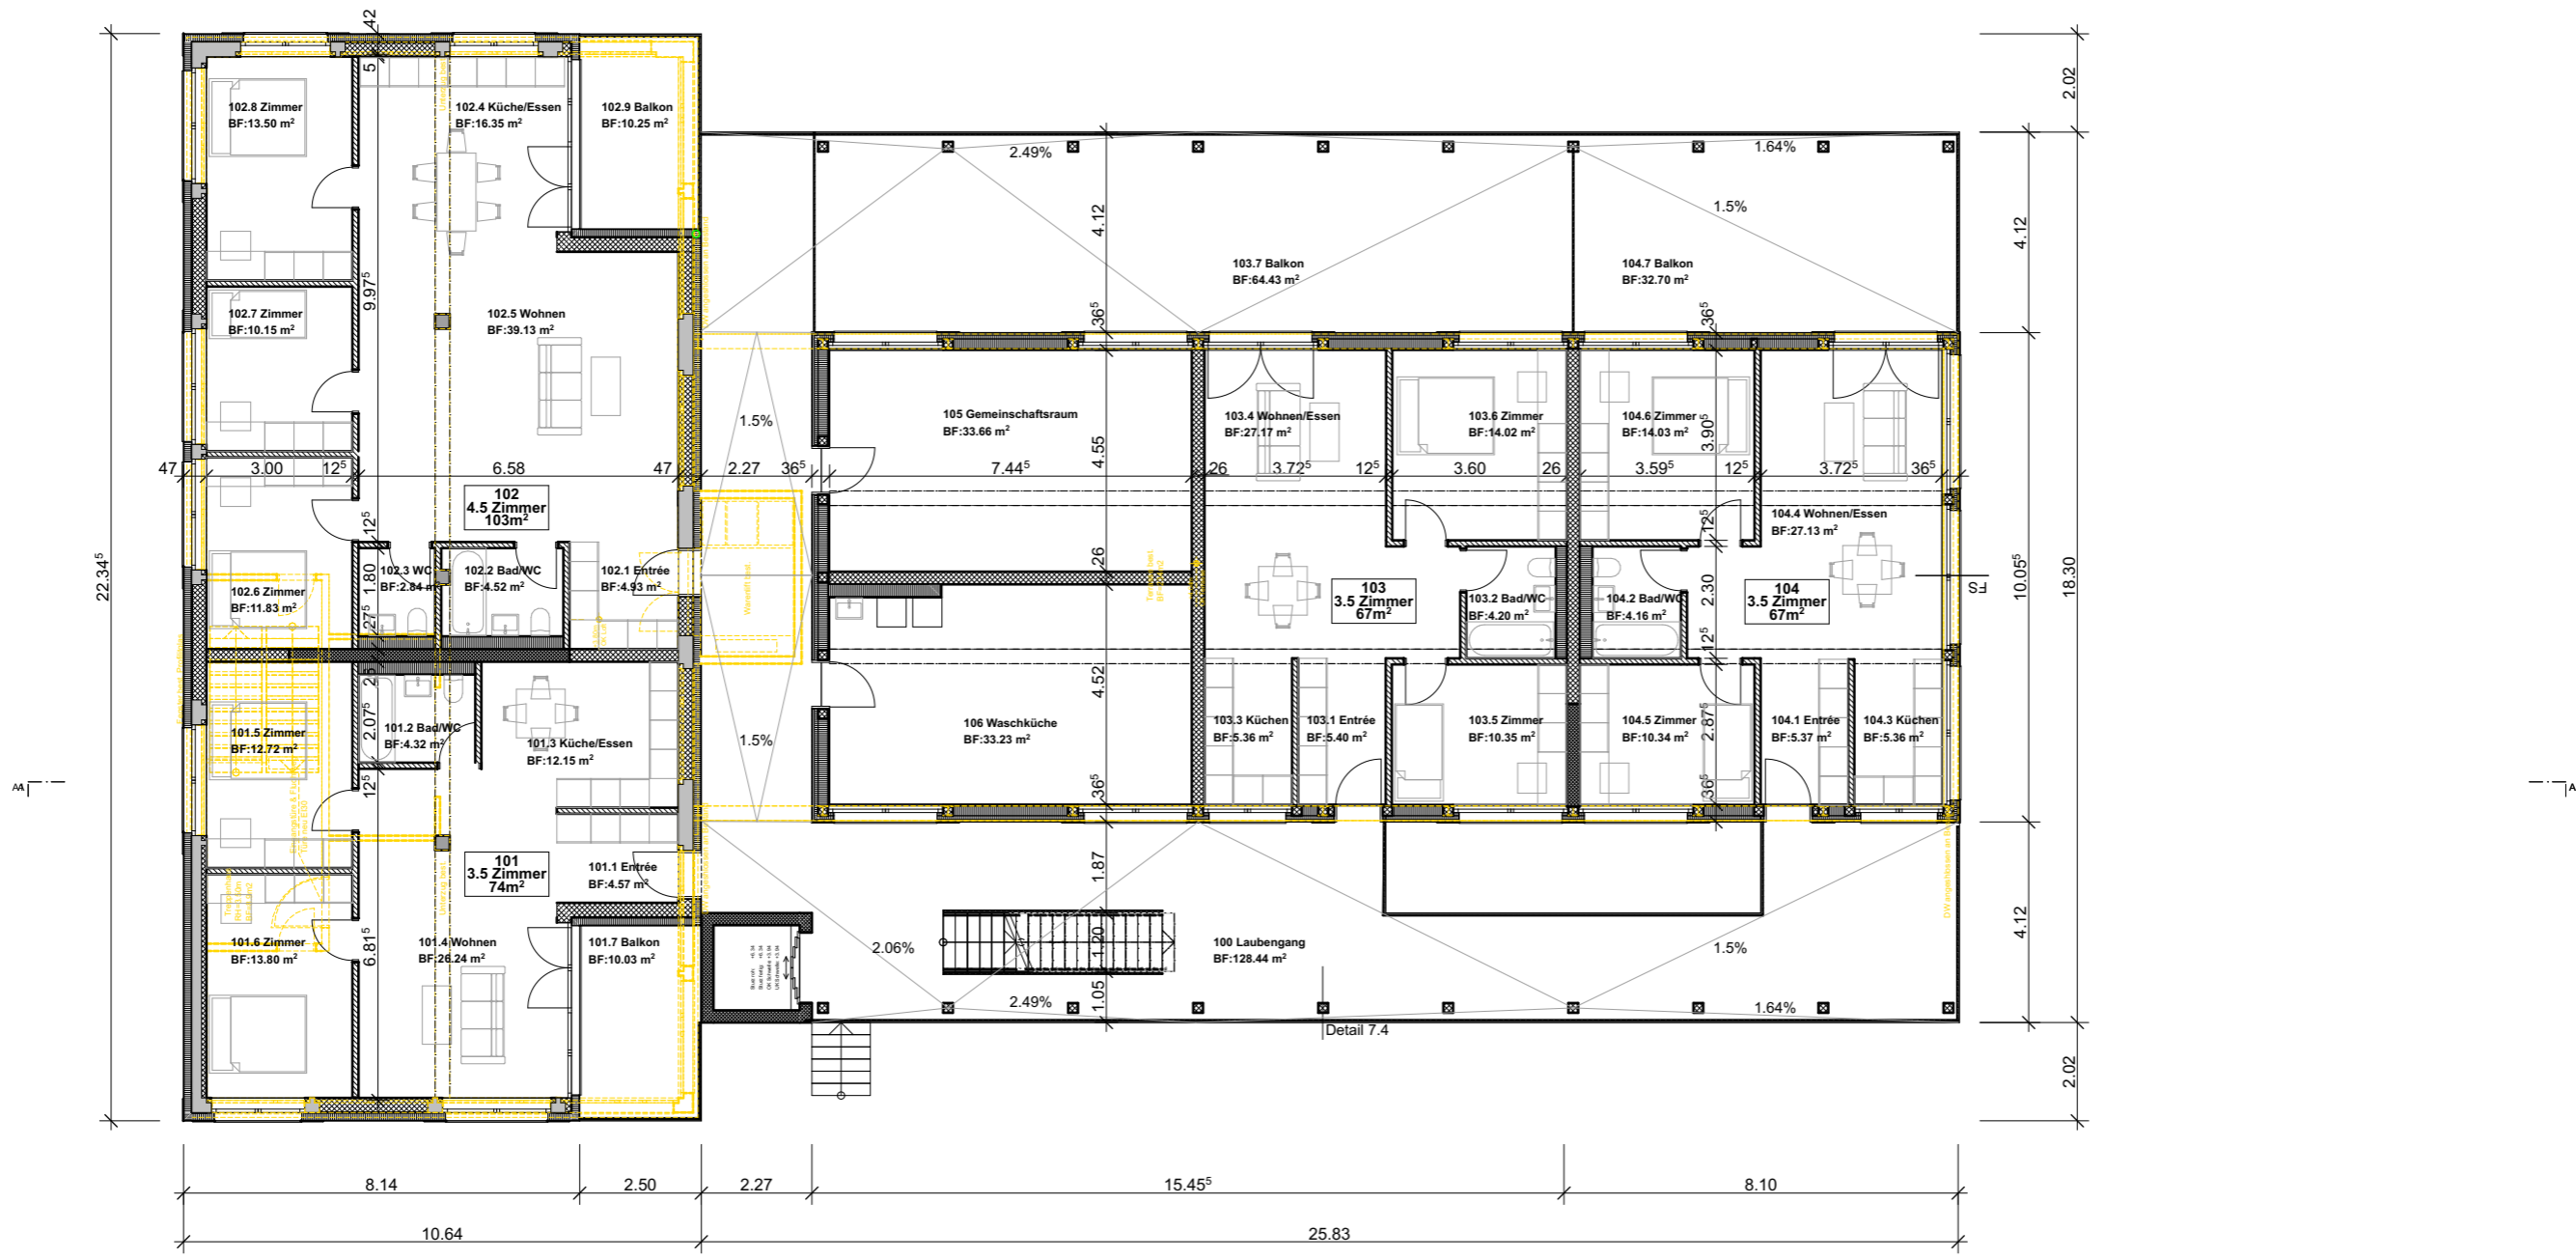 42
5
102.8 Zimmer
BF:13.50 m²
102.4 Küche/Essen
BF:16.35 m²
102.9 Balkon
BF:10.25 m²
Unterzug best.
2.02
2.49%
1.64%
4.12
1.5%
4.12
103.7 Balkon
BF:64.43 m²
104.7 Balkon
BF:32.70 m²
9.97⁵
102.7 Zimmer
BF:10.15 m²
102.5 Wohnen
BF:39.13 m²
36⁵
36⁵
1.5%
105 Gemeinschaftsraum
BF:33.66 m²
103.4 Wohnen/Essen
BF:27.17 m²
103.6 Zimmer
BF:14.02 m²
104.6 Zimmer
BF:14.03 m²
3.90⁵
4.55
47
3.00
12⁵
6.58
47
2.27
36⁵
7.44⁵
26
3.72⁵
12⁵
3.60
26
3.59⁵
12⁵
3.72⁵
36⁵
102
4.5 Zimmer
103m²
104.4 Wohnen/Essen
BF:27.13 m²
12⁵
12⁵
22.34⁵
1.80
102.3 WC
BF:2.84 m²
102.2 Bad/WC
BF:4.52 m²
102.1 Entrée
BF:4.93 m²
102.6 Zimmer
BF:11.83 m²
27⁵
Warenlift best.
26
103
3.5 Zimmer
67m²
103.2 Bad/WC
BF:4.20 m²
104.2 Bad/WC
BF:4.16 m²
2.30
104
3.5 Zimmer
67m²
FS
10.05⁵
18.30
12⁵
25
2.07⁵
101.5 Zimmer
BF:12.72 m²
101.2 Bad/WC
BF:4.32 m²
101.3 Küche/Essen
BF:12.15 m²
1.5%
4.52
106 Waschküche
BF:33.23 m²
103.3 Küchen
BF:5.36 m²
103.1 Entrée
BF:5.40 m²
103.5 Zimmer
BF:10.35 m²
104.5 Zimmer
BF:10.34 m²
2.87⁵
104.1 Entrée
BF:5.37 m²
104.3 Küchen
BF:5.36 m²
12⁵
36⁵
36⁵
101
3.5 Zimmer
74m²
101.1 Entrée
BF:4.57 m²
Unterzug best.
1.87
6.81⁵
101.6 Zimmer
BF:13.80 m²
101.4 Wohnen
BF:26.24 m²
101.7 Balkon
BF:10.03 m²
2.06%
1.20
100 Laubengang
BF:128.44 m²
1.5%
4.12
2.49%
1.05
1.64%
Detail 7.4
2.02
8.14
2.50
2.27
15.45⁵
8.10
10.64
25.83